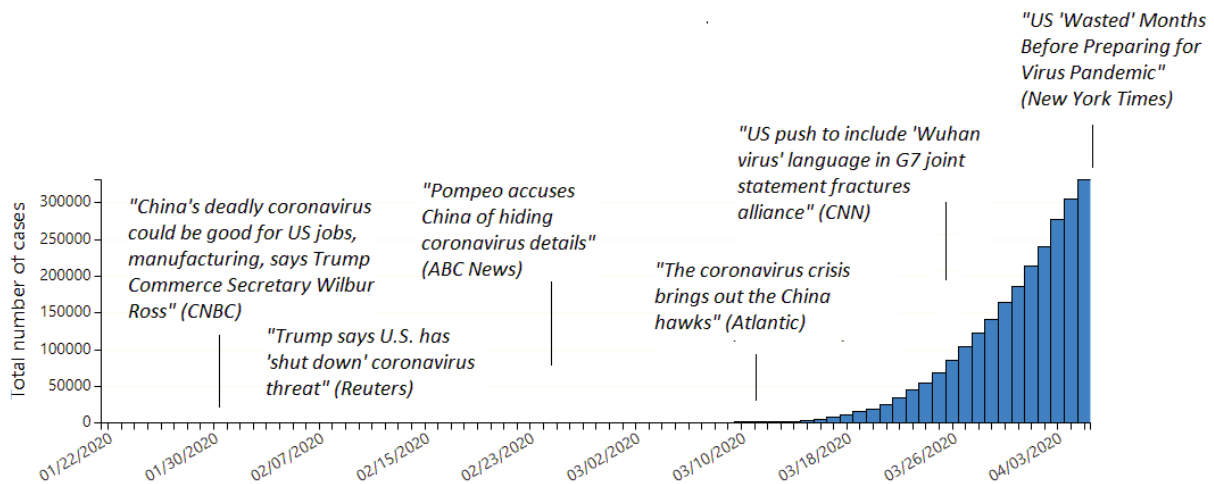 "US 'Wasted' Months
Before Preparing for
Virus Pandemic"
(New York Times)
"US push to include 'Wuhan
virus' language in G7 joint
statement fractures
alliance" (CNN)
"Pompeo accuses
China of hiding
coronavirus details"
(ABC News)
"China's deadly coronavirus
could be good for US jobs,
manufacturing, says Trump
Commerce Secretary Wilbur
Ross" (CNBC)
"The coronavirus crisis
brings out the China
hawks" (Atlantic)
"Trump says U.S. has
'shut down' coronavirus
threat" (Reuters)
Total number of cases
300000
250000
200000
150000
100000
50000
0
01/22/2020
01/30/2020
02/07/2020
02/15/2020
02/23/2020
03/02/2020
03/10/2020
03/18/2020
03/26/2020
04/03/2020